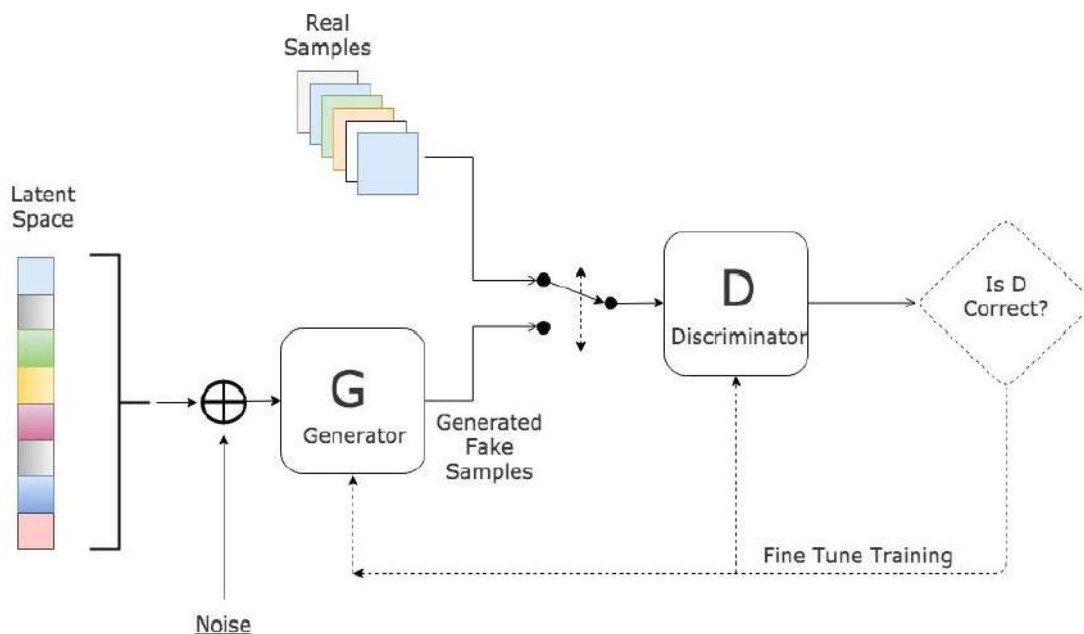 Real
Samples
Latent
Space
G
Generator
Generated
Fake
Samples
D
Discriminator
Is D
Correct?
Fine Tune Training
Noise